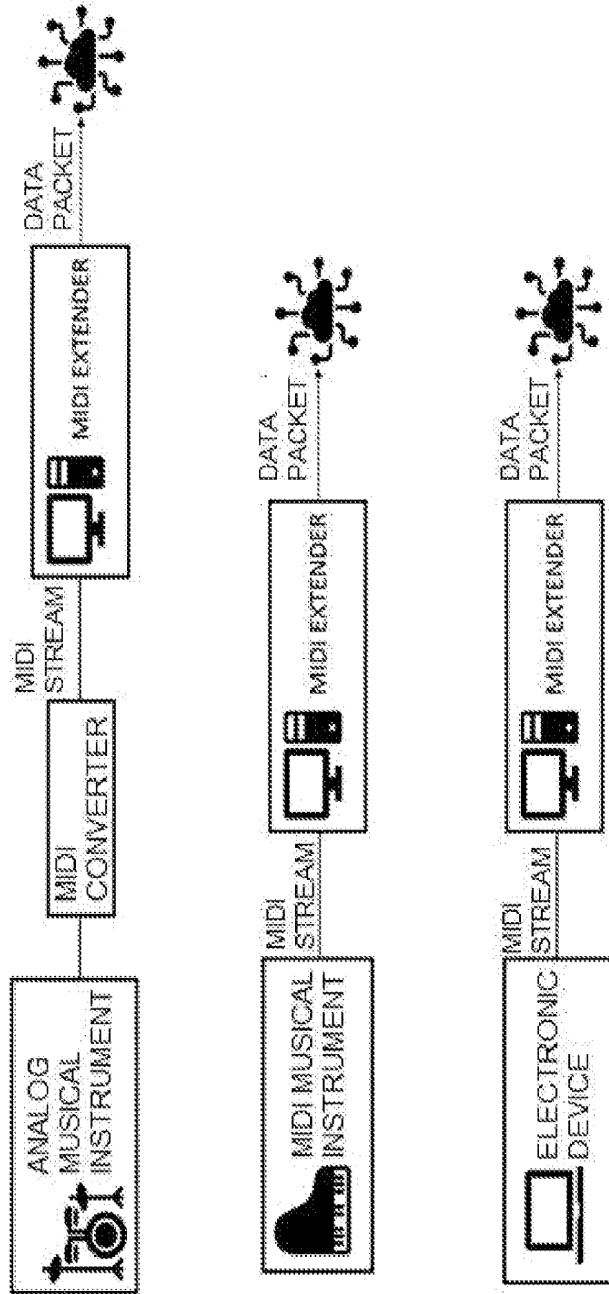 ANALOG
MUSICAL
INSTRUMENT
MIDI
CONVERTER
MIDI
STREAM
MIDI EXTENDER
DATA
PACKET
MIDI MUSICAL
INSTRUMENT
MIDI
STREAM
MIDI EXTENDER
DATA
PACKET
ELECTRONIC
DEVICE
MIDI
STREAM
MIDI EXTENDER
DATA
PACKET